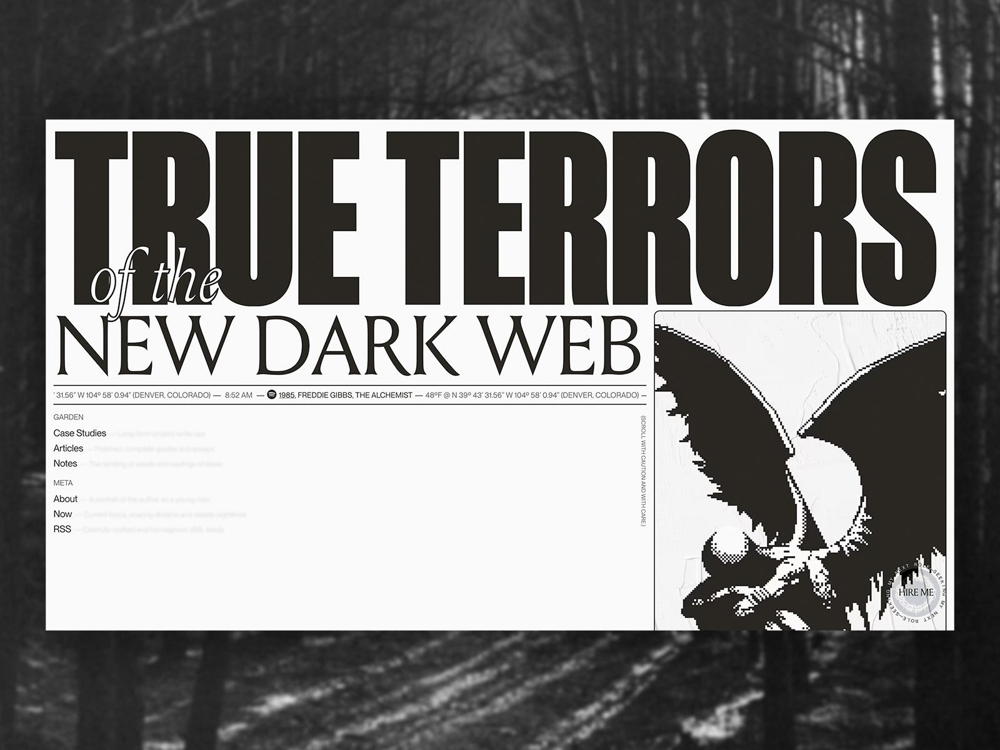 TRUE TERRORS
of the
NEW DARK WEB
' 31.56" W 104º 58' 0.94" (DENVER, COLORADO) — 8:52 AM — 1985, FREDDIE GIBBS, THE ALCHEMIST — 48ºF @ N 39º 43' 31.56" W 104º 58' 0.94" (DENVER, COLORADO) —
GARDEN
Case Studies — Long-form project write-ups
Articles — Polished, complete guides and essays
Notes — The tending of seeds and saplings of ideas
META
About — A portrait of the author as a young man
Now — Current focus, soaring dreams and steady sightlines
RSS — Carefully-crafted and homegrown XML feeds
(SCROLL WITH CAUTION AND WITH CARE)
HIRE ME
SEEKING MY NEXT ROLE—SEEKING MY NEXT ROLE—